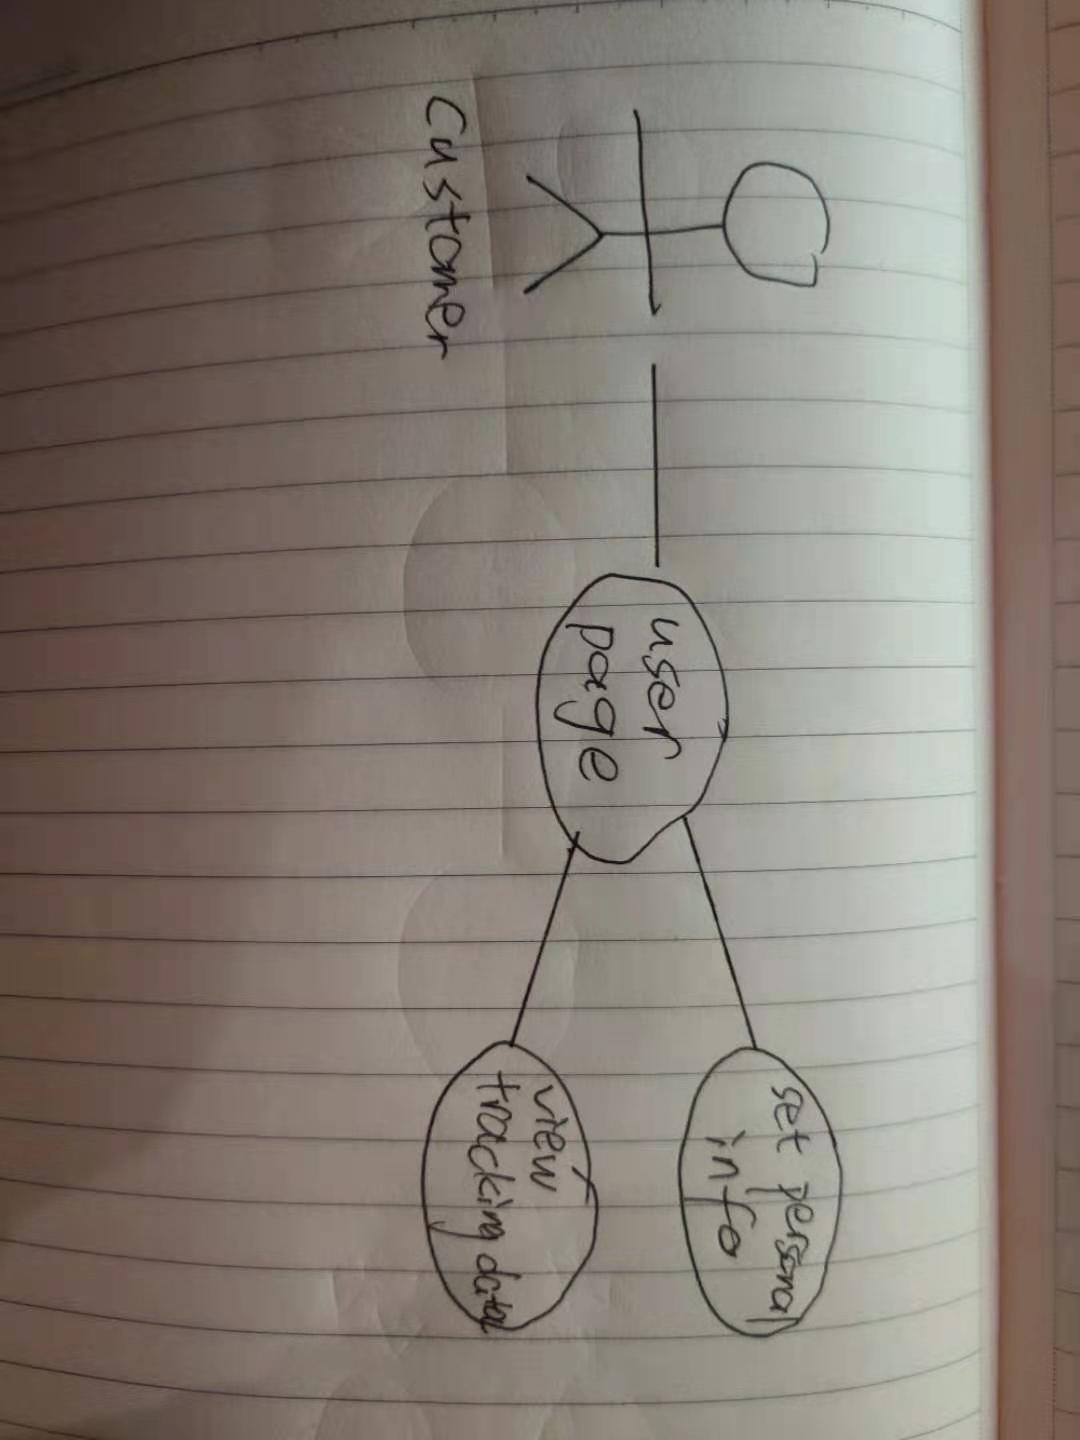 Customer
user
page
set personal
info
view
tracking data